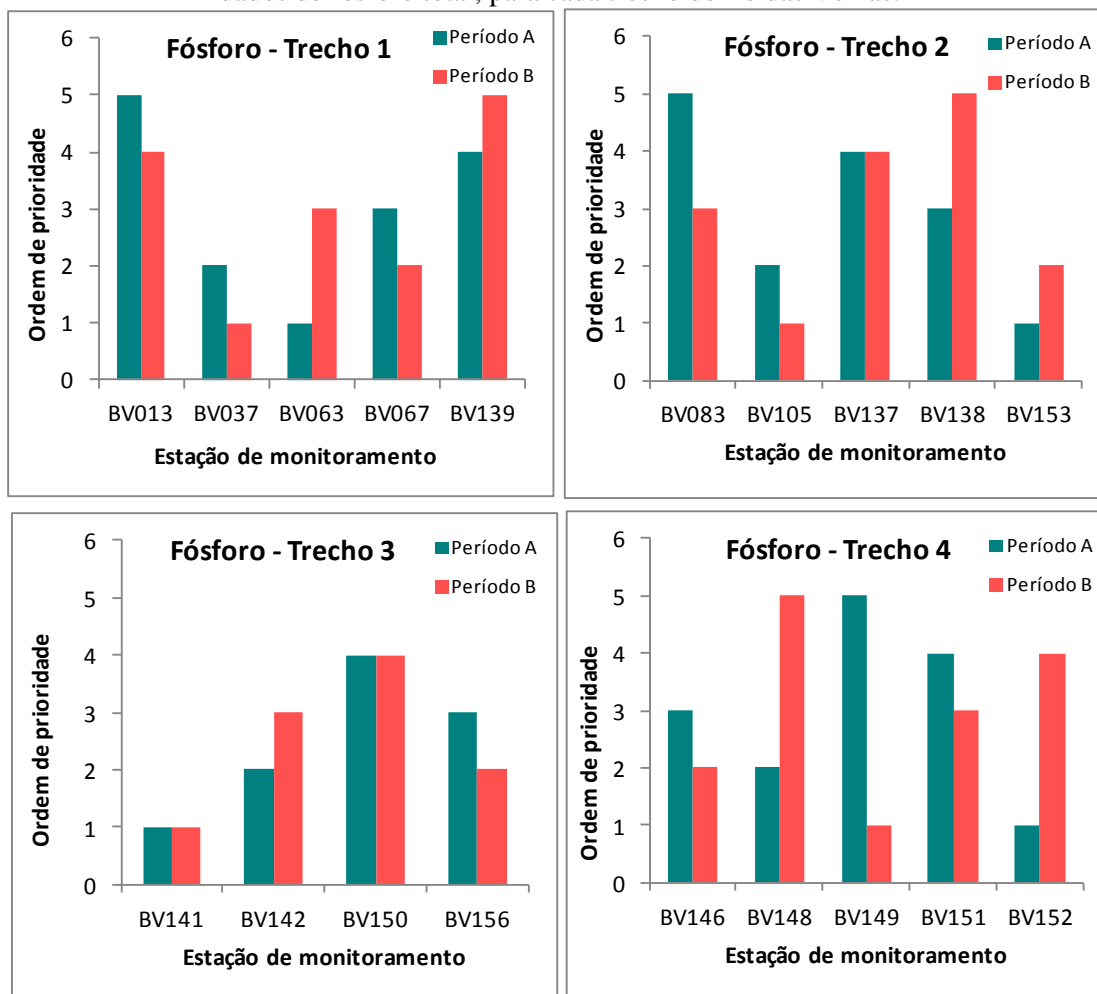 Fósforo - Trecho 1
Período A
Período B
Ordem de prioridade
6
5
4
3
2
1
0
BV013 BV037 BV063 BV067 BV139
Estação de monitoramento
Fósforo - Trecho 2
Período A
Período B
Ordem de prioridade
6
5
4
3
2
1
0
BV083 BV105 BV137 BV138 BV153
Estação de monitoramento
Fósforo - Trecho 3
Período A
Período B
Ordem de prioridade
6
5
4
3
2
1
0
BV141 BV142 BV150 BV156
Estação de monitoramento
Fósforo - Trecho 4
Período A
Período B
Ordem de prioridade
6
5
4
3
2
1
0
BV146 BV148 BV149 BV151 BV152
Estação de monitoramento